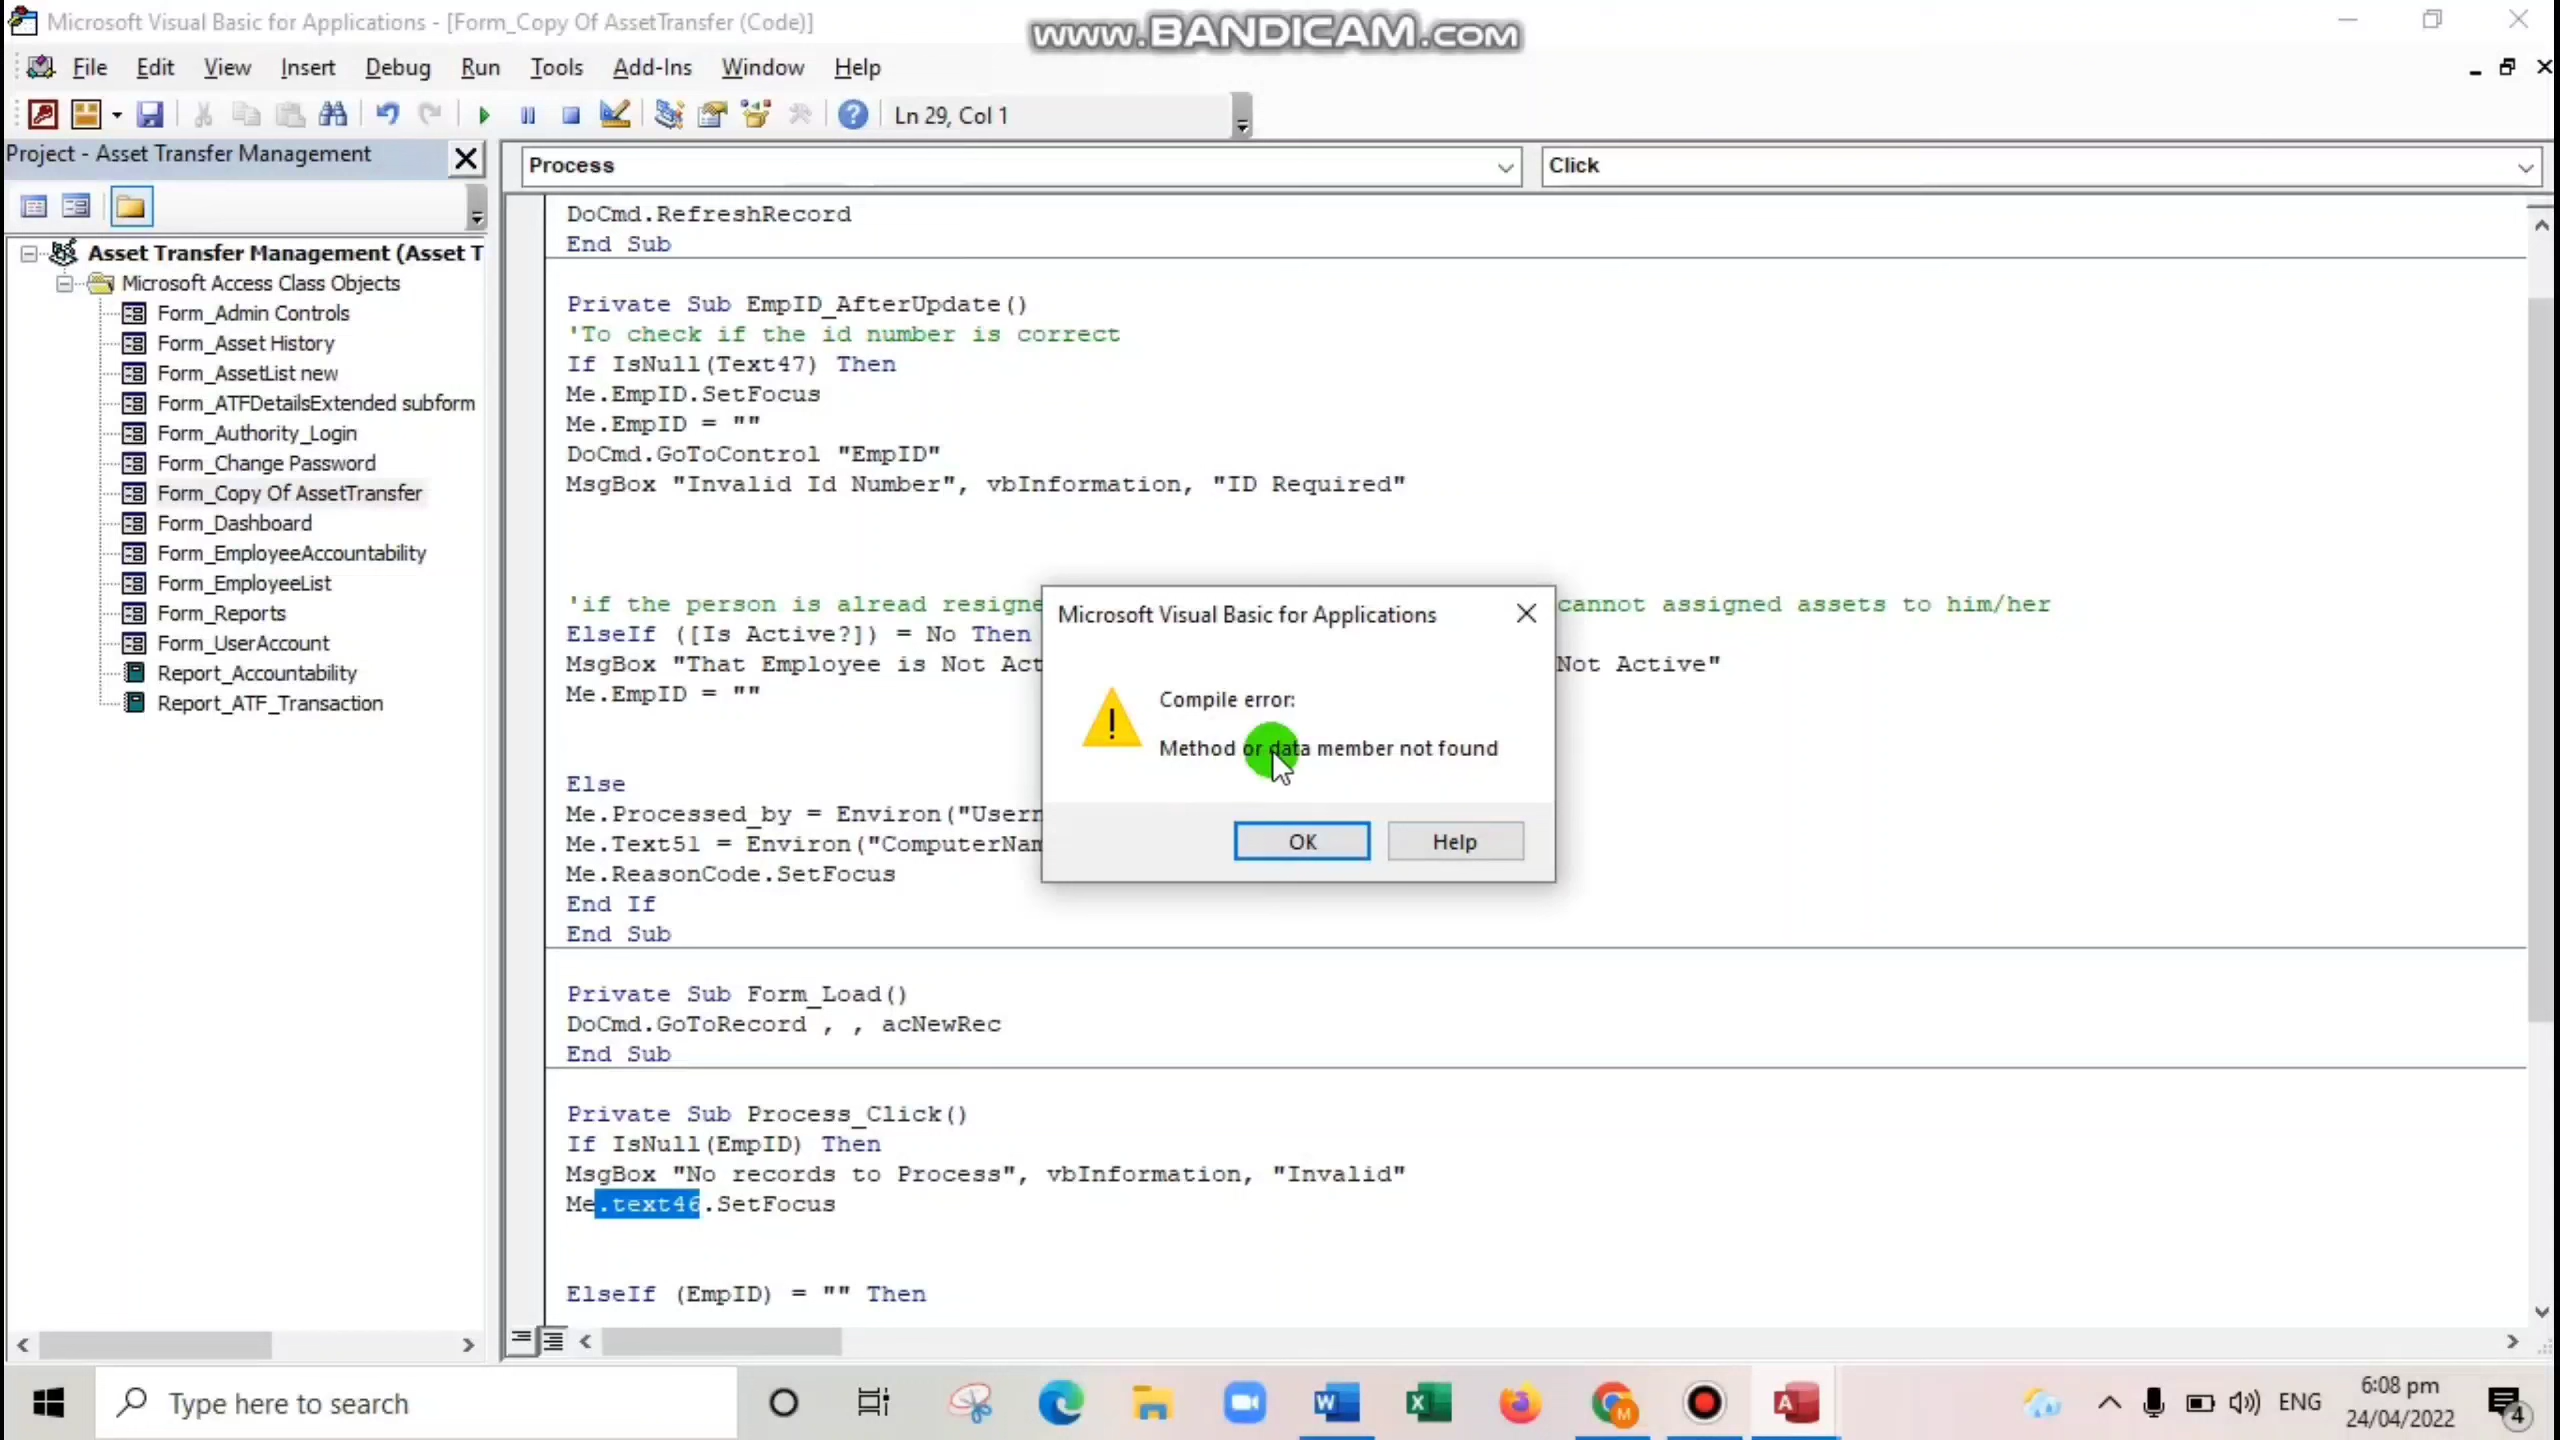 Microsoft Visual Basic for Applications - [Form_Copy Of AssetTransfer (Code)]
www.BANDICAM.com
File Edit View Insert Debug Run Tools Add-Ins Window Help
Ln 29, Col 1
Project - Asset Transfer Management
Process
Click
Asset Transfer Management (Asset T
Microsoft Access Class Objects
Form_Admin Controls
Form_Asset History
Form_AssetList new
Form_ATFDetailsExtended subform
Form_Authority_Login
Form_Change Password
Form_Copy Of AssetTransfer
Form_Dashboard
Form_EmployeeAccountability
Form_EmployeeList
Form_Reports
Form_UserAccount
Report_Accountability
Report_ATF_Transaction
DoCmd.RefreshRecord
End Sub
Private Sub EmpID_AfterUpdate()
'To check if the id number is correct
If IsNull(Text47) Then
Me.EmpID.SetFocus
Me.EmpID = ""
DoCmd.GoToControl "EmpID"
MsgBox "Invalid Id Number", vbInformation, "ID Required"
'if the person is alread resigne cannot assigned assets to him/her
ElseIf ([Is Active?]) = No Then
MsgBox "That Employee is Not Act Not Active"
Me.EmpID = ""
Else
Me.Processed_by = Environ("Usern
Me.Text51 = Environ("ComputerNam
Me.ReasonCode.SetFocus
End If
End Sub
Private Sub Form_Load()
DoCmd.GoToRecord , , acNewRec
End Sub
Private Sub Process_Click()
If IsNull(EmpID) Then
MsgBox "No records to Process", vbInformation, "Invalid"
Me.text46.SetFocus
ElseIf (EmpID) = "" Then
Microsoft Visual Basic for Applications
Compile error:
Method or data member not found
OK Help
Type here to search
ENG
6:08 pm
24/04/2022
4